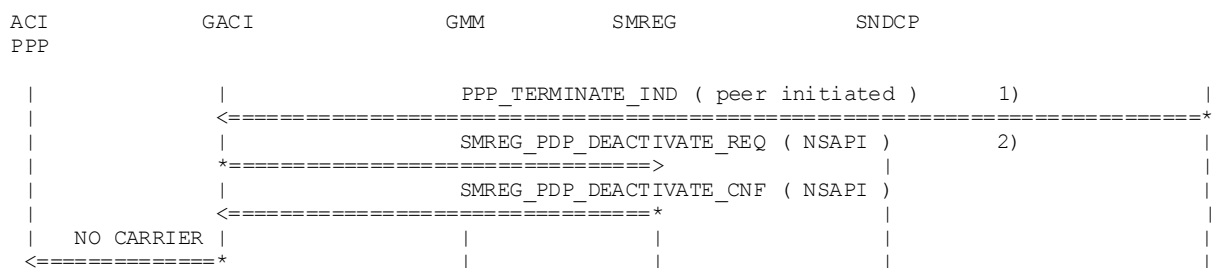 ACI GACI GMM SMREG SNDCP
PPP
| | PPP_TERMINATE_IND ( peer initiated ) 1) |
| <============================================================================*
| | SMREG_PDP_DEACTIVATE_REQ ( NSAPI ) 2) |
| *=================================> | |
| | SMREG_PDP_DEACTIVATE_CNF ( NSAPI ) |
| <=================================* | |
| NO CARRIER | | | | |
<==============* | | | |